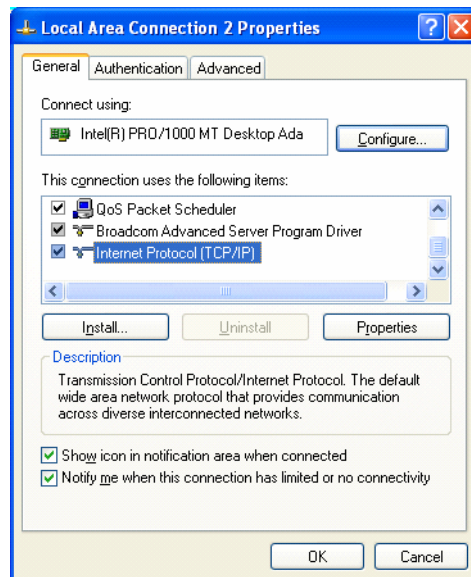 Local Area Connection 2 Properties
General
Authentication
Advanced
Connect using:
Intel(R) PRO/1000 MT Desktop Ada
Configure...
This connection uses the following items:
QoS Packet Scheduler
Broadcom Advanced Server Program Driver
Internet Protocol (TCP/IP)
Install...
Uninstall
Properties
Description
Transmission Control Protocol/Internet Protocol. The default
wide area network protocol that provides communication
across diverse interconnected networks.
Show icon in notification area when connected
Notify me when this connection has limited or no connectivity
OK
Cancel